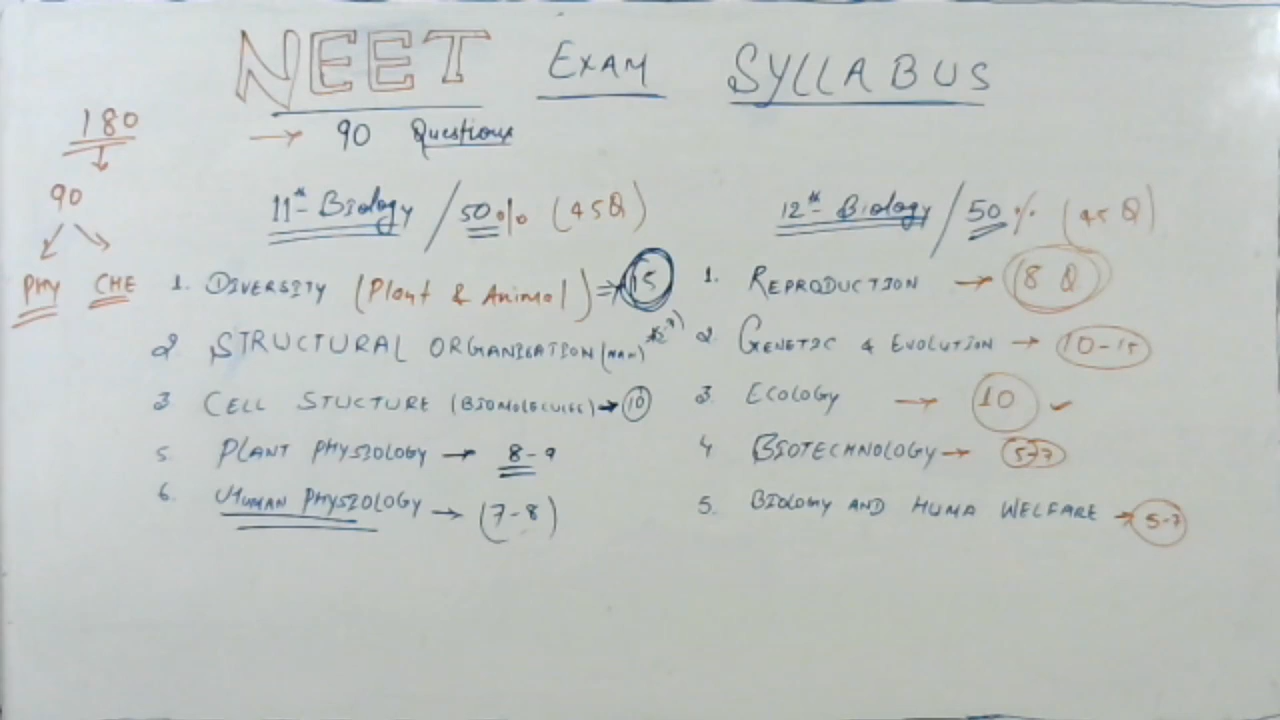 NEET EXAM SYLLABUS
→ 90 Questions
180
↓
90
PHY CHE
11th Biology / 50% (45Q)
1. DIVERSITY (Plant & Animal) ⇒ 15
2 STRUCTURAL ORGANISATION
3 CELL STUCTURE (BIOMOLECULES) → 10
5. PLANT PHYSIOLOGY → 8-9
6. HUMAN PHYSIOLOGY → (7-8)
12th Biology / 50% (45 Q)
1. REPRODUCTION → 8 Q
2. GENETIC & EVOLUTION → 10-15
3. ECOLOGY → 10 ✓
4 BIOTECHNOLOGY → 5-7
5. BIOLOGY AND HUMA WELFARE → 5-7